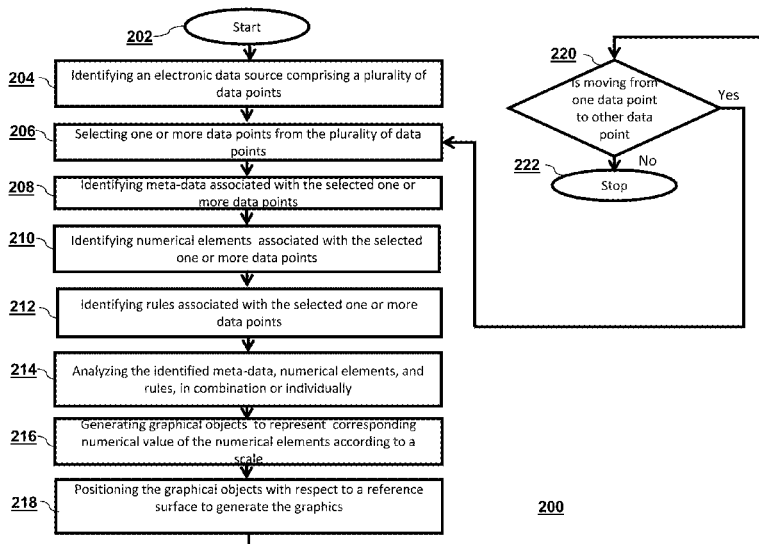 202
Start
204
Identifying an electronic data source comprising a plurality of
data points
206
Selecting one or more data points from the plurality of data
points
208
Identifying meta-data associated with the selected one or
more data points
210
Identifying numerical elements associated with the selected
one or more data points
212
Identifying rules associated with the selected one or more
data points
214
Analyzing the identified meta-data, numerical elements, and
rules, in combination or individually
216
Generating graphical objects to represent corresponding
numerical value of the numerical elements according to a
scale
218
Positioning the graphical objects with respect to a reference
surface to generate the graphics
220
Is moving from
one data point
to other data
point
Yes
No
222
Stop
200